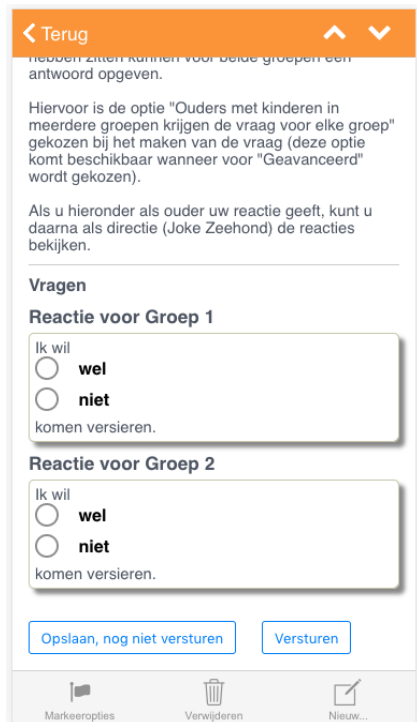 Terug
hebben zitten kunnen voor beide groepen een
antwoord opgeven.
Hiervoor is de optie "Ouders met kinderen in
meerdere groepen krijgen de vraag voor elke groep"
gekozen bij het maken van de vraag (deze optie
komt beschikbaar wanneer voor "Geavanceerd"
wordt gekozen).
Als u hieronder als ouder uw reactie geeft, kunt u
daarna als directie (Joke Zeehond) de reacties
bekijken.
Vragen
Reactie voor Groep 1
Ik wil
wel
niet
komen versieren.
Reactie voor Groep 2
Ik wil
wel
niet
komen versieren.
Opslaan, nog niet versturen Versturen
Markeeropties Verwijderen Nieuw...